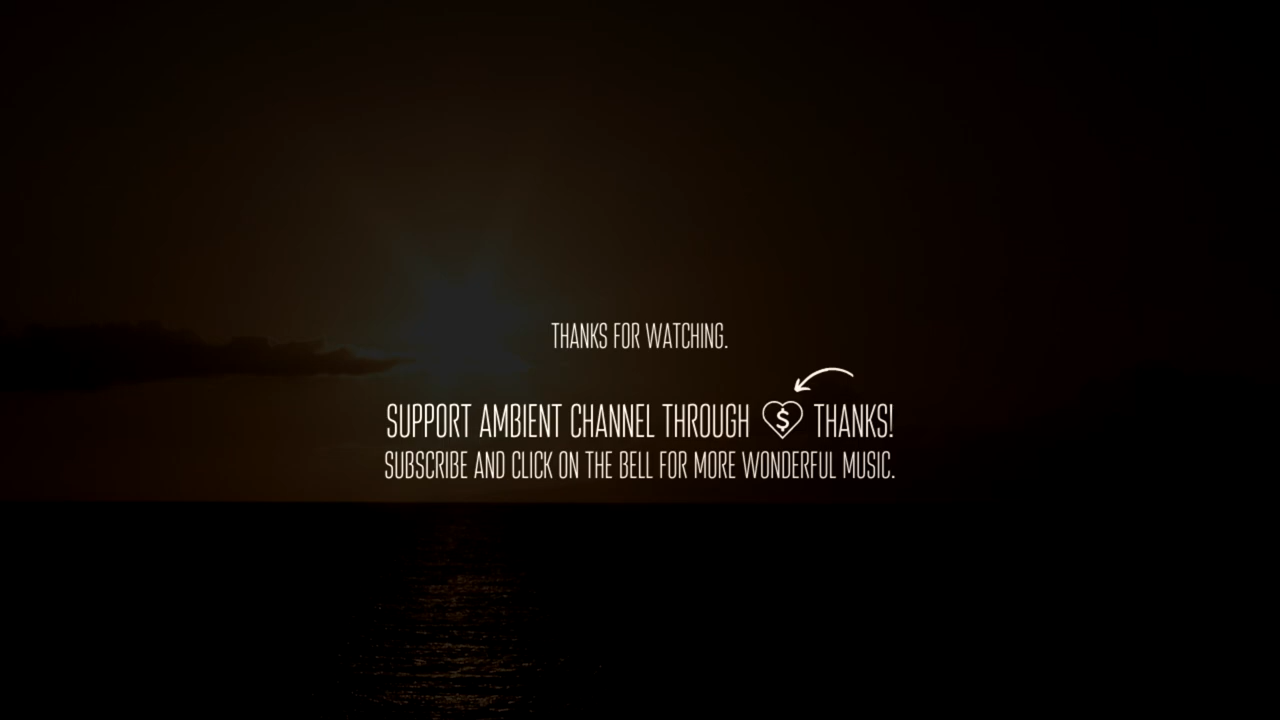 THANKS FOR WATCHING.
SUPPORT AMBIENT CHANNEL THROUGH $ THANKS!
SUBSCRIBE AND CLICK ON THE BELL FOR MORE WONDERFUL MUSIC.